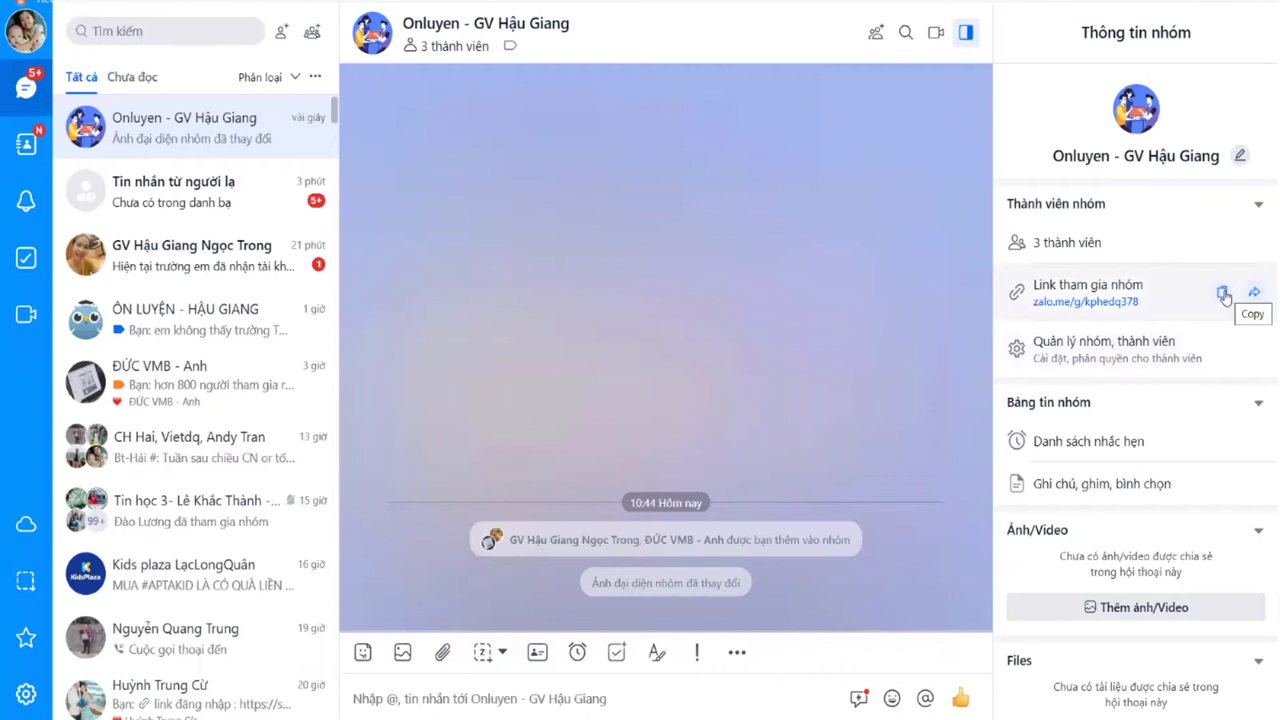 5+
N
Tìm kiếm
Tất cả
Chưa đọc
Phân loại
Onluyen - GV Hậu Giang
vài giây
Ảnh đại diện nhóm đã thay đổi
Tin nhắn từ người lạ
3 phút
Chưa có trong danh bạ
5+
GV Hậu Giang Ngọc Trong
21 phút
Hiện tại trường em đã nhận tài kh...
1
ÔN LUYỆN - HẬU GIANG
1 giờ
Bạn: em không thấy trường T...
ĐỨC VMB - Anh
3 giờ
Bạn: hơn 800 người tham gia r...
ĐỨC VMB - Anh
CH Hai, Vietdq, Andy Tran
13 giờ
Bt-Hải #: Tuần sau chiều CN or tố...
Tin học 3- Lê Khắc Thành -...
15 giờ
99+
Đào Lương đã tham gia nhóm
Kids plaza LạcLongQuân
16 giờ
KidsPlaza
MUA #APTAKID LÀ CÓ QUÀ LIỀN ...
Nguyễn Quang Trung
19 giờ
Cuộc gọi thoại đến
Huỳnh Trung Cừ
20 giờ
Bạn: link đăng nhập : https://s...
Onluyen - GV Hậu Giang
3 thành viên
10:44 Hôm nay
GV Hậu Giang Ngọc Trong, ĐỨC VMB - Anh được bạn thêm vào nhóm
Ảnh đại diện nhóm đã thay đổi
Nhập @, tin nhắn tới Onluyen - GV Hậu Giang
Thông tin nhóm
Onluyen - GV Hậu Giang
Thành viên nhóm
3 thành viên
Link tham gia nhóm
zalo.me/g/kphedq378
Copy
Quản lý nhóm, thành viên
Cài đặt, phân quyền cho thành viên
Bảng tin nhóm
Danh sách nhắc hẹn
Ghi chú, ghim, bình chọn
Ảnh/Video
Chưa có ảnh/video được chia sẻ
trong hội thoại này
Thêm ảnh/Video
Files
Chưa có tài liệu được chia sẻ trong
hội thoại này